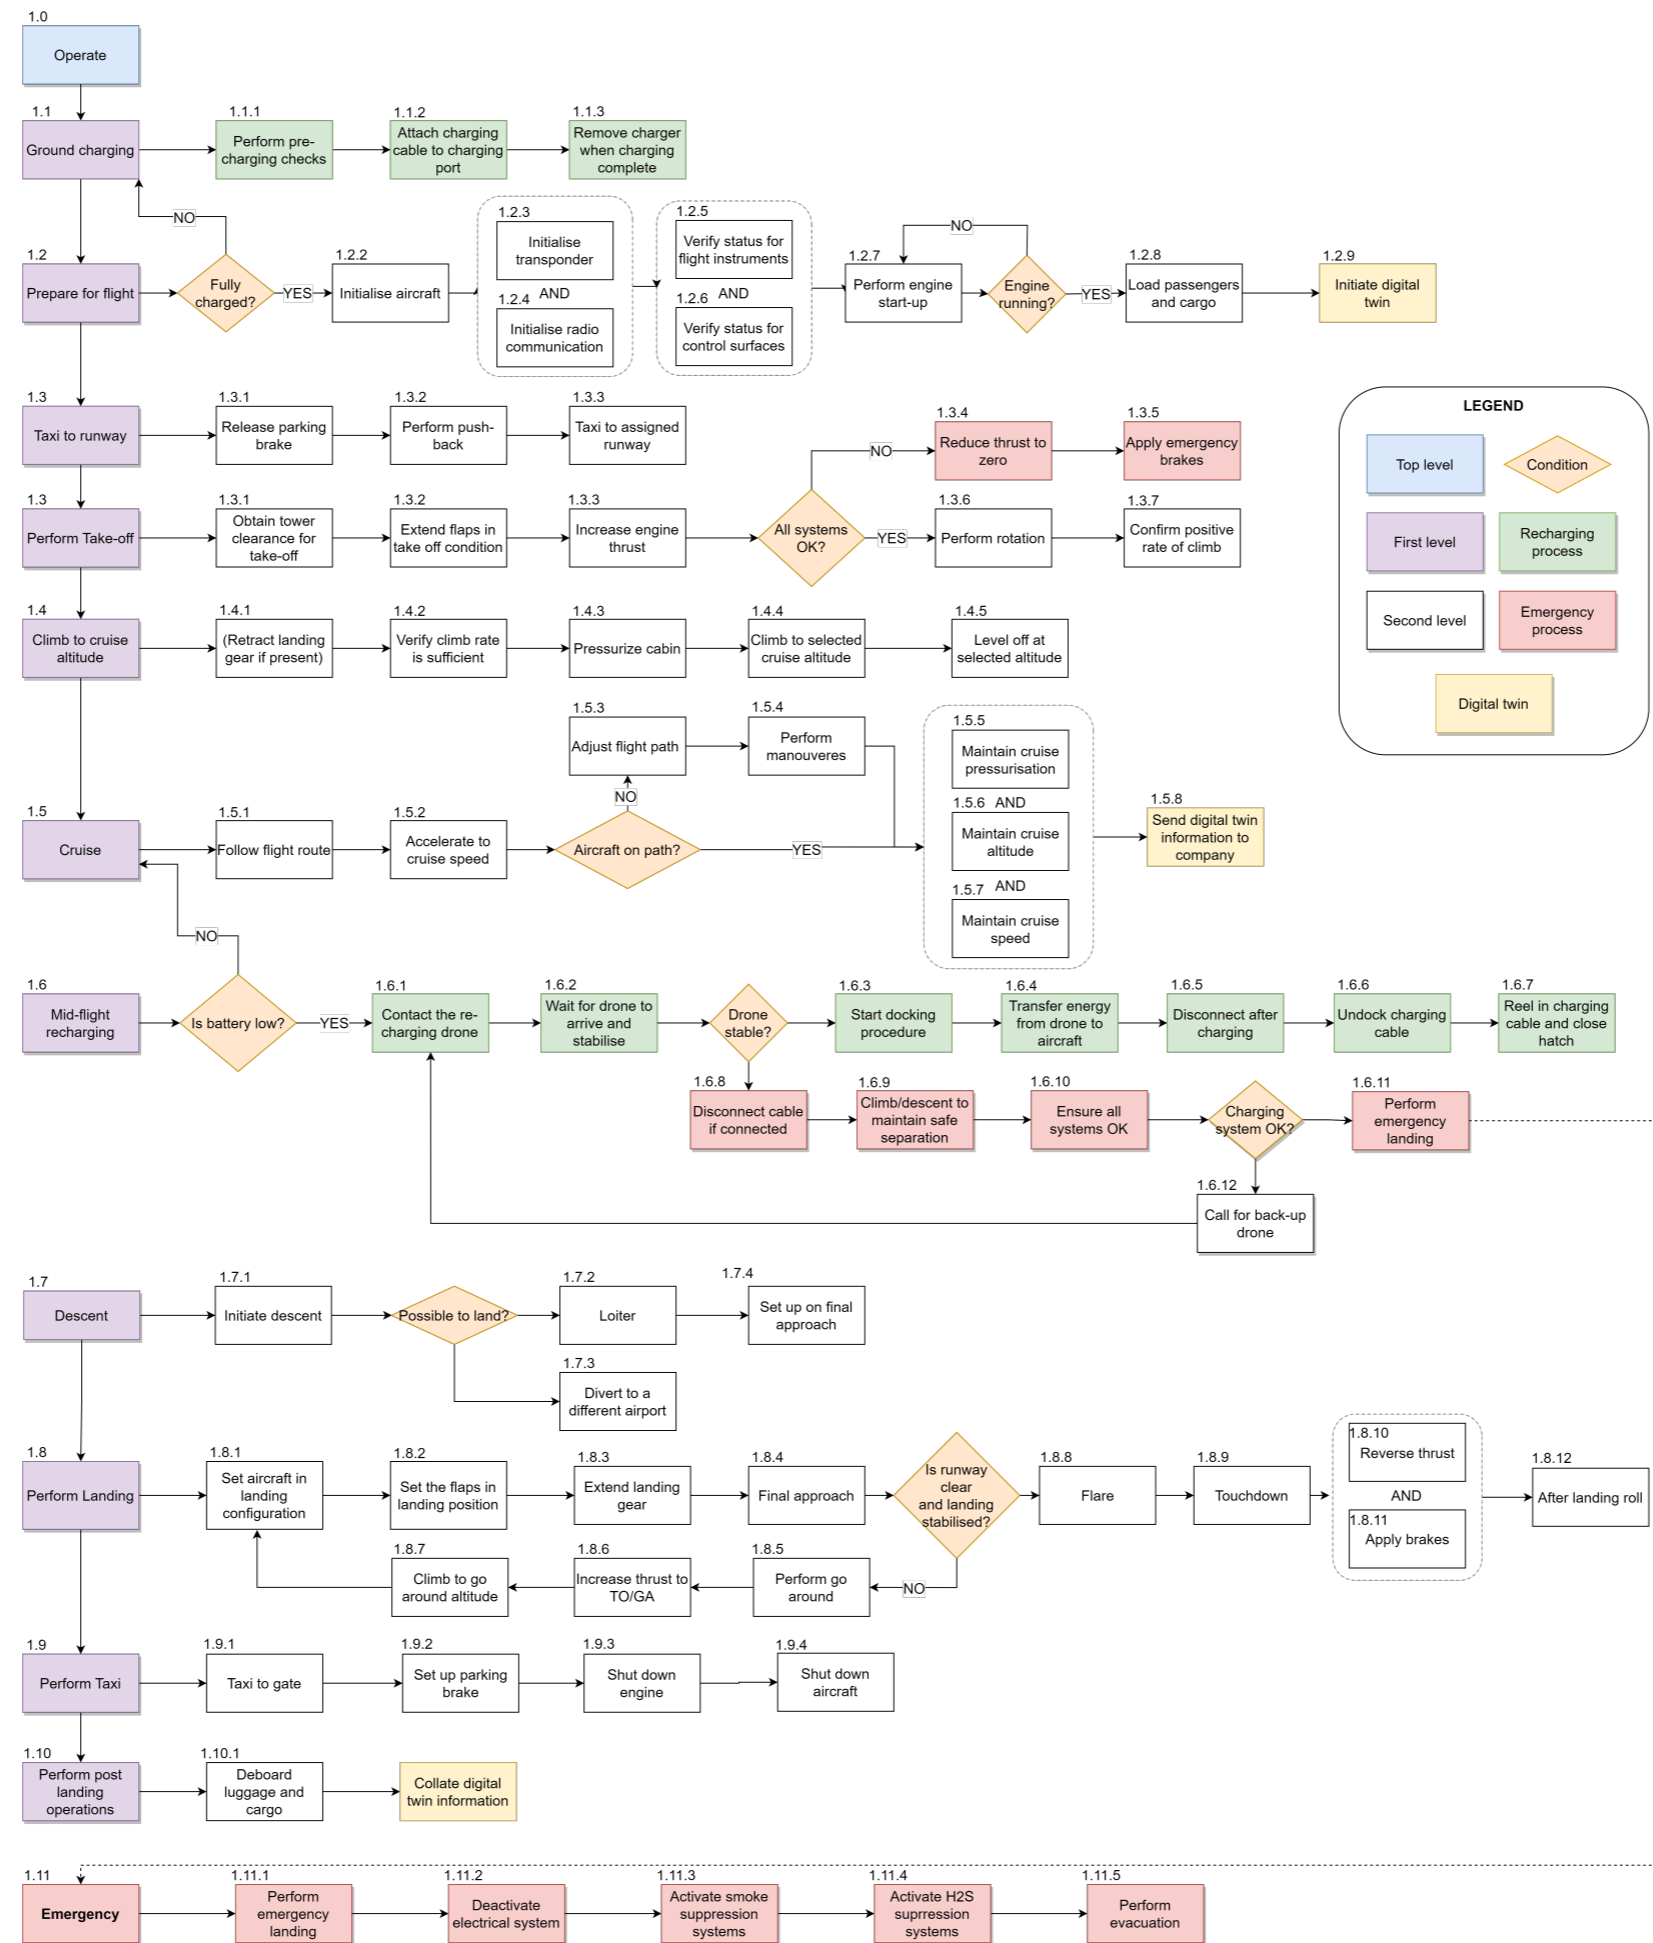 1.0
Operate
1.1
Ground charging
1.1.1
Perform pre-
charging checks
1.1.2
Attach charging
cable to charging
port
1.1.3
Remove charger
when charging
complete
NO
1.2
Prepare for flight
Fully
charged?
YES
1.2.2
Initialise aircraft
1.2.3
Initialise
transponder
AND
1.2.4
Initialise radio
communication
1.2.5
Verify status for
flight instruments
AND
1.2.6
Verify status for
control surfaces
1.2.7
Perform engine
start-up
NO
Engine
running?
YES
1.2.8
Load passengers
and cargo
1.2.9
Initiate digital
twin
1.3
Taxi to runway
1.3.1
Release parking
brake
1.3.2
Perform push-
back
1.3.3
Taxi to assigned
runway
1.3
Perform Take-off
1.3.1
Obtain tower
clearance for
take-off
1.3.2
Extend flaps in
take off condition
1.3.3
Increase engine
thrust
All systems
OK?
NO
1.3.4
Reduce thrust to
zero
1.3.5
Apply emergency
brakes
YES
1.3.6
Perform rotation
1.3.7
Confirm positive
rate of climb
LEGEND
Top level
Condition
First level
Recharging
process
Second level
Emergency
process
Digital twin
1.4
Climb to cruise
altitude
1.4.1
(Retract landing
gear if present)
1.4.2
Verify climb rate
is sufficient
1.4.3
Pressurize cabin
1.4.4
Climb to selected
cruise altitude
1.4.5
Level off at
selected altitude
1.5
Cruise
1.5.1
Follow flight route
1.5.2
Accelerate to
cruise speed
Aircraft on path?
NO
1.5.3
Adjust flight path
1.5.4
Perform
manouveres
YES
1.5.5
Maintain cruise
pressurisation
1.5.6 AND
Maintain cruise
altitude
1.5.7 AND
Maintain cruise
speed
1.5.8
Send digital twin
information to
company
NO
1.6
Mid-flight
recharging
Is battery low?
YES
1.6.1
Contact the re-
charging drone
1.6.2
Wait for drone to
arrive and
stabilise
Drone
stable?
1.6.3
Start docking
procedure
1.6.4
Transfer energy
from drone to
aircraft
1.6.5
Disconnect after
charging
1.6.6
Undock charging
cable
1.6.7
Reel in charging
cable and close
hatch
1.6.8
Disconnect cable
if connected
1.6.9
Climb/descent to
maintain safe
separation
1.6.10
Ensure all
systems OK
Charging
system OK?
1.6.11
Perform
emergency
landing
1.6.12
Call for back-up
drone
1.7
Descent
1.7.1
Initiate descent
Possible to land?
1.7.2
Loiter
1.7.4
Set up on final
approach
1.7.3
Divert to a
different airport
1.8
Perform Landing
1.8.1
Set aircraft in
landing
configuration
1.8.2
Set the flaps in
landing position
1.8.3
Extend landing
gear
1.8.4
Final approach
Is runway
clear
and landing
stabilised?
1.8.8
Flare
1.8.9
Touchdown
1.8.10
Reverse thrust
AND
1.8.11
Apply brakes
1.8.12
After landing roll
1.8.7
Climb to go
around altitude
1.8.6
Increase thrust to
TO/GA
1.8.5
Perform go
around
NO
1.9
Perform Taxi
1.9.1
Taxi to gate
1.9.2
Set up parking
brake
1.9.3
Shut down
engine
1.9.4
Shut down
aircraft
1.10
Perform post
landing
operations
1.10.1
Deboard
luggage and
cargo
Collate digital
twin information
1.11
Emergency
1.11.1
Perform
emergency
landing
1.11.2
Deactivate
electrical system
1.11.3
Activate smoke
suppression
systems
1.11.4
Activate H2S
suprression
systems
1.11.5
Perform
evacuation